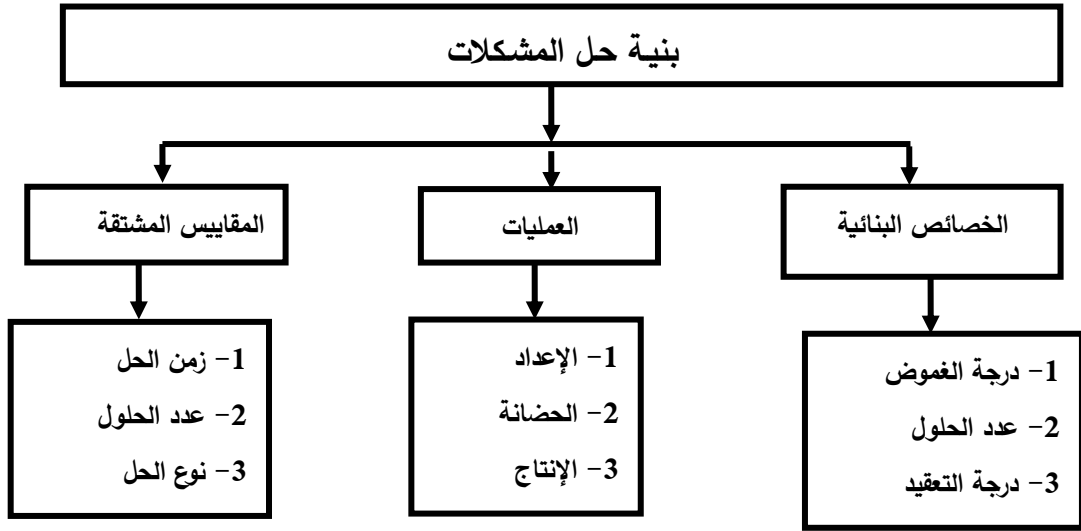 بنية حل المشكلات
الخصائص البنائية
العمليات
المقاييس المشتقة
1- درجة الغموض
2- عدد الحلول
3- درجة التعقيد
1- الإعداد
2- الحضانة
3- الإنتاج
1- زمن الحل
2- عدد الحلول
3- نوع الحل